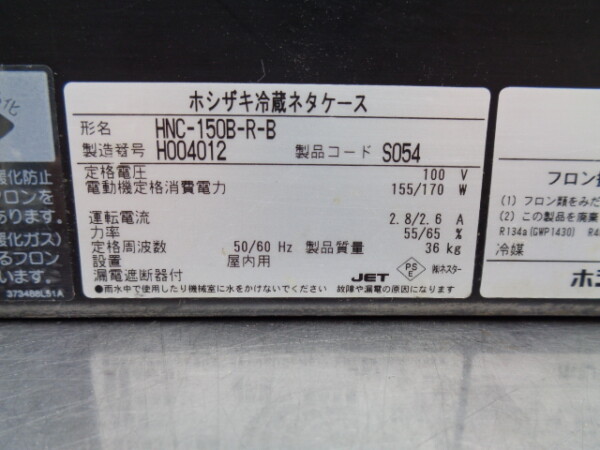 化
暖化防止
フロンを
あります。
暖化ガス)
るフロン
います。
373486L51A
ホシザキ冷蔵ネタケース
形名 HNC-150B-R-B
製造番号 H004012 製品コード S054
定格電圧 100 V
電動機定格消費電力 155/170 W
運転電流 2.8/2.6 A
力率 55/65 %
定格周波数 50/60 Hz 製品質量 36 kg
設置 屋内用
漏電遮断器付 JET PSE ㈱ネスター
●雨水中で使用したり機械室に水をかけないでください 故障や漏電の原因になります
フロン
(1) フロン類をみだ
(2) この製品を廃棄
R134a(GWP1430) R4
冷媒
ホシ